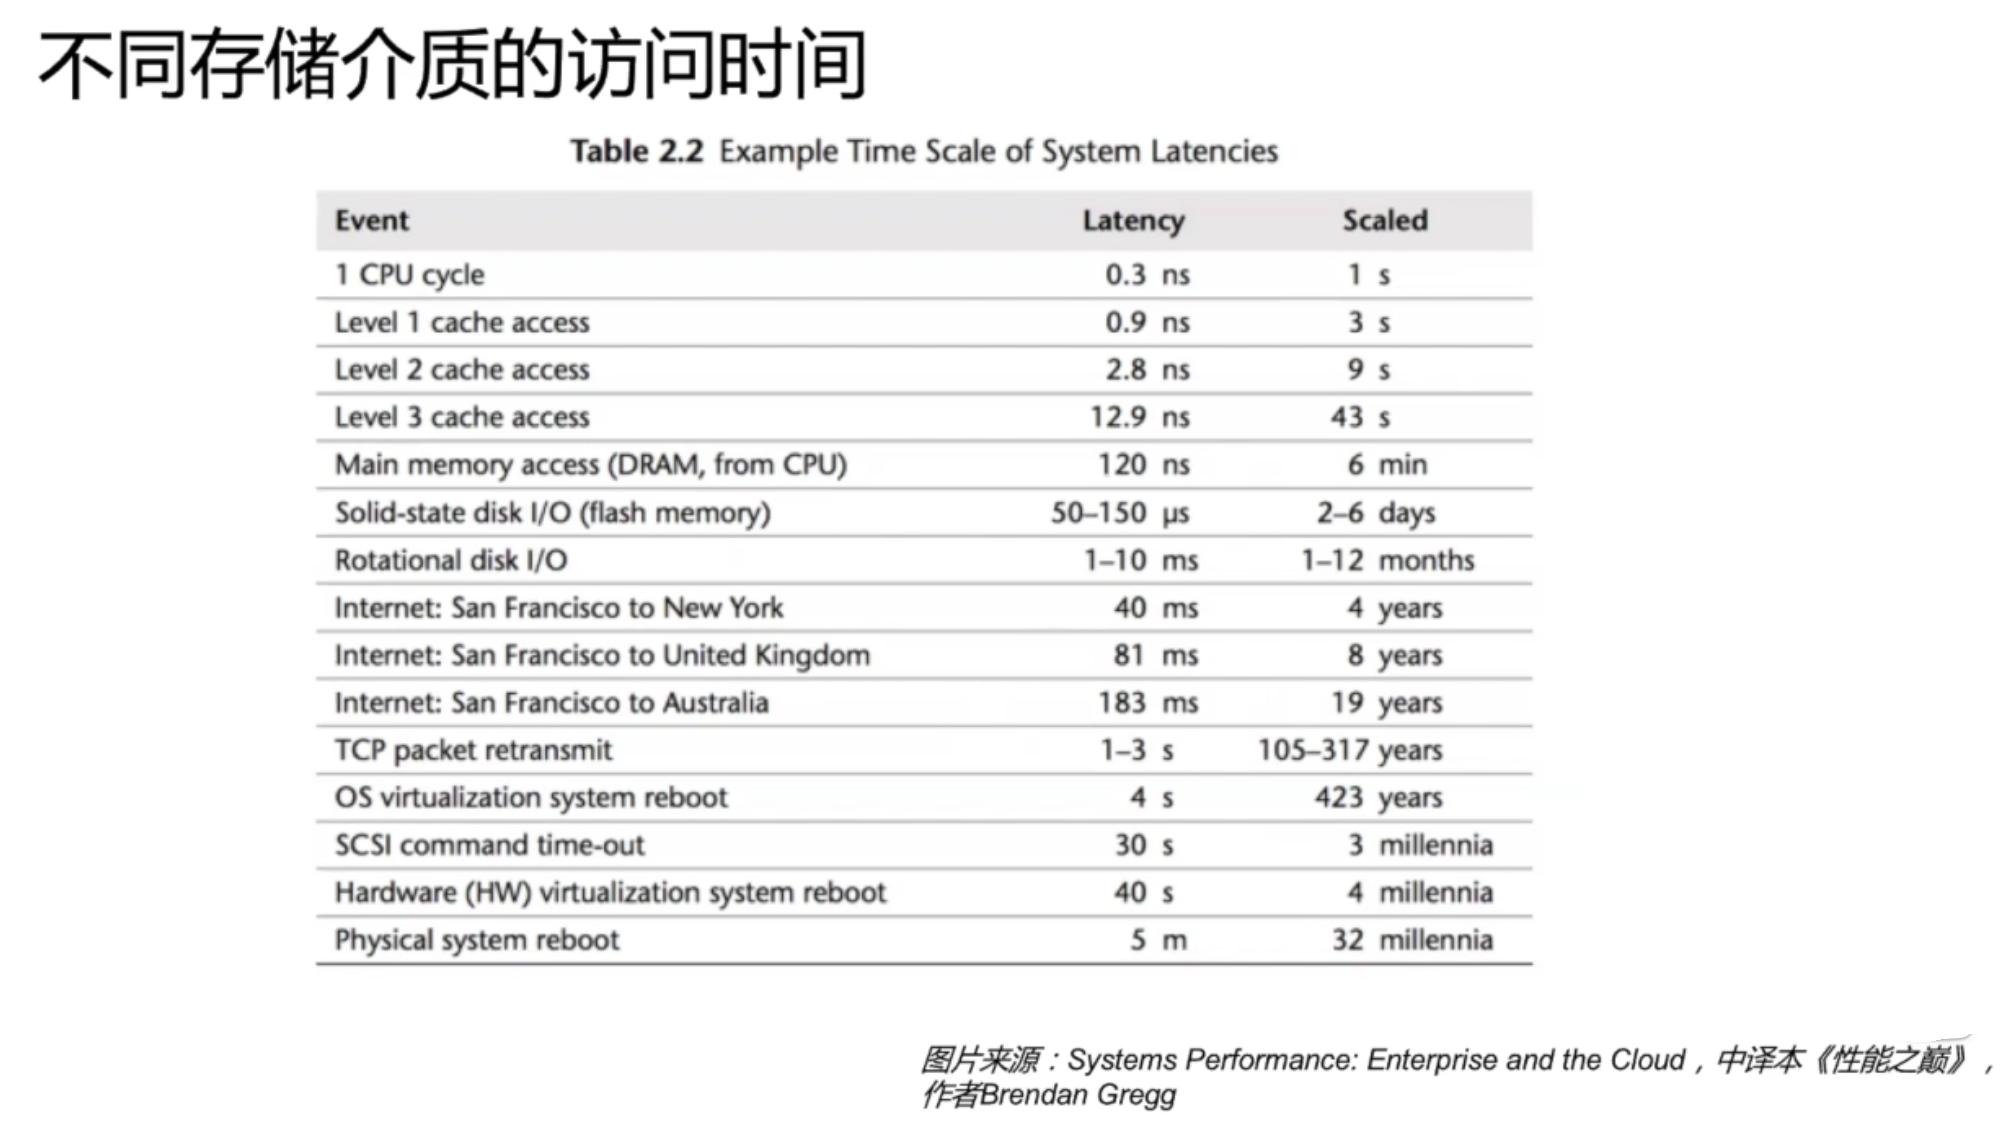 不同存储介质的访问时间
Table 2.2 Example Time Scale of System Latencies
Event Latency Scaled
1 CPU cycle 0.3 ns 1 s
Level 1 cache access 0.9 ns 3 s
Level 2 cache access 2.8 ns 9 s
Level 3 cache access 12.9 ns 43 s
Main memory access (DRAM, from CPU) 120 ns 6 min
Solid-state disk I/O (flash memory) 50–150 μs 2–6 days
Rotational disk I/O 1–10 ms 1–12 months
Internet: San Francisco to New York 40 ms 4 years
Internet: San Francisco to United Kingdom 81 ms 8 years
Internet: San Francisco to Australia 183 ms 19 years
TCP packet retransmit 1–3 s 105–317 years
OS virtualization system reboot 4 s 423 years
SCSI command time-out 30 s 3 millennia
Hardware (HW) virtualization system reboot 40 s 4 millennia
Physical system reboot 5 m 32 millennia
图片来源：Systems Performance: Enterprise and the Cloud，中译本《性能之巅》，
作者Brendan Gregg